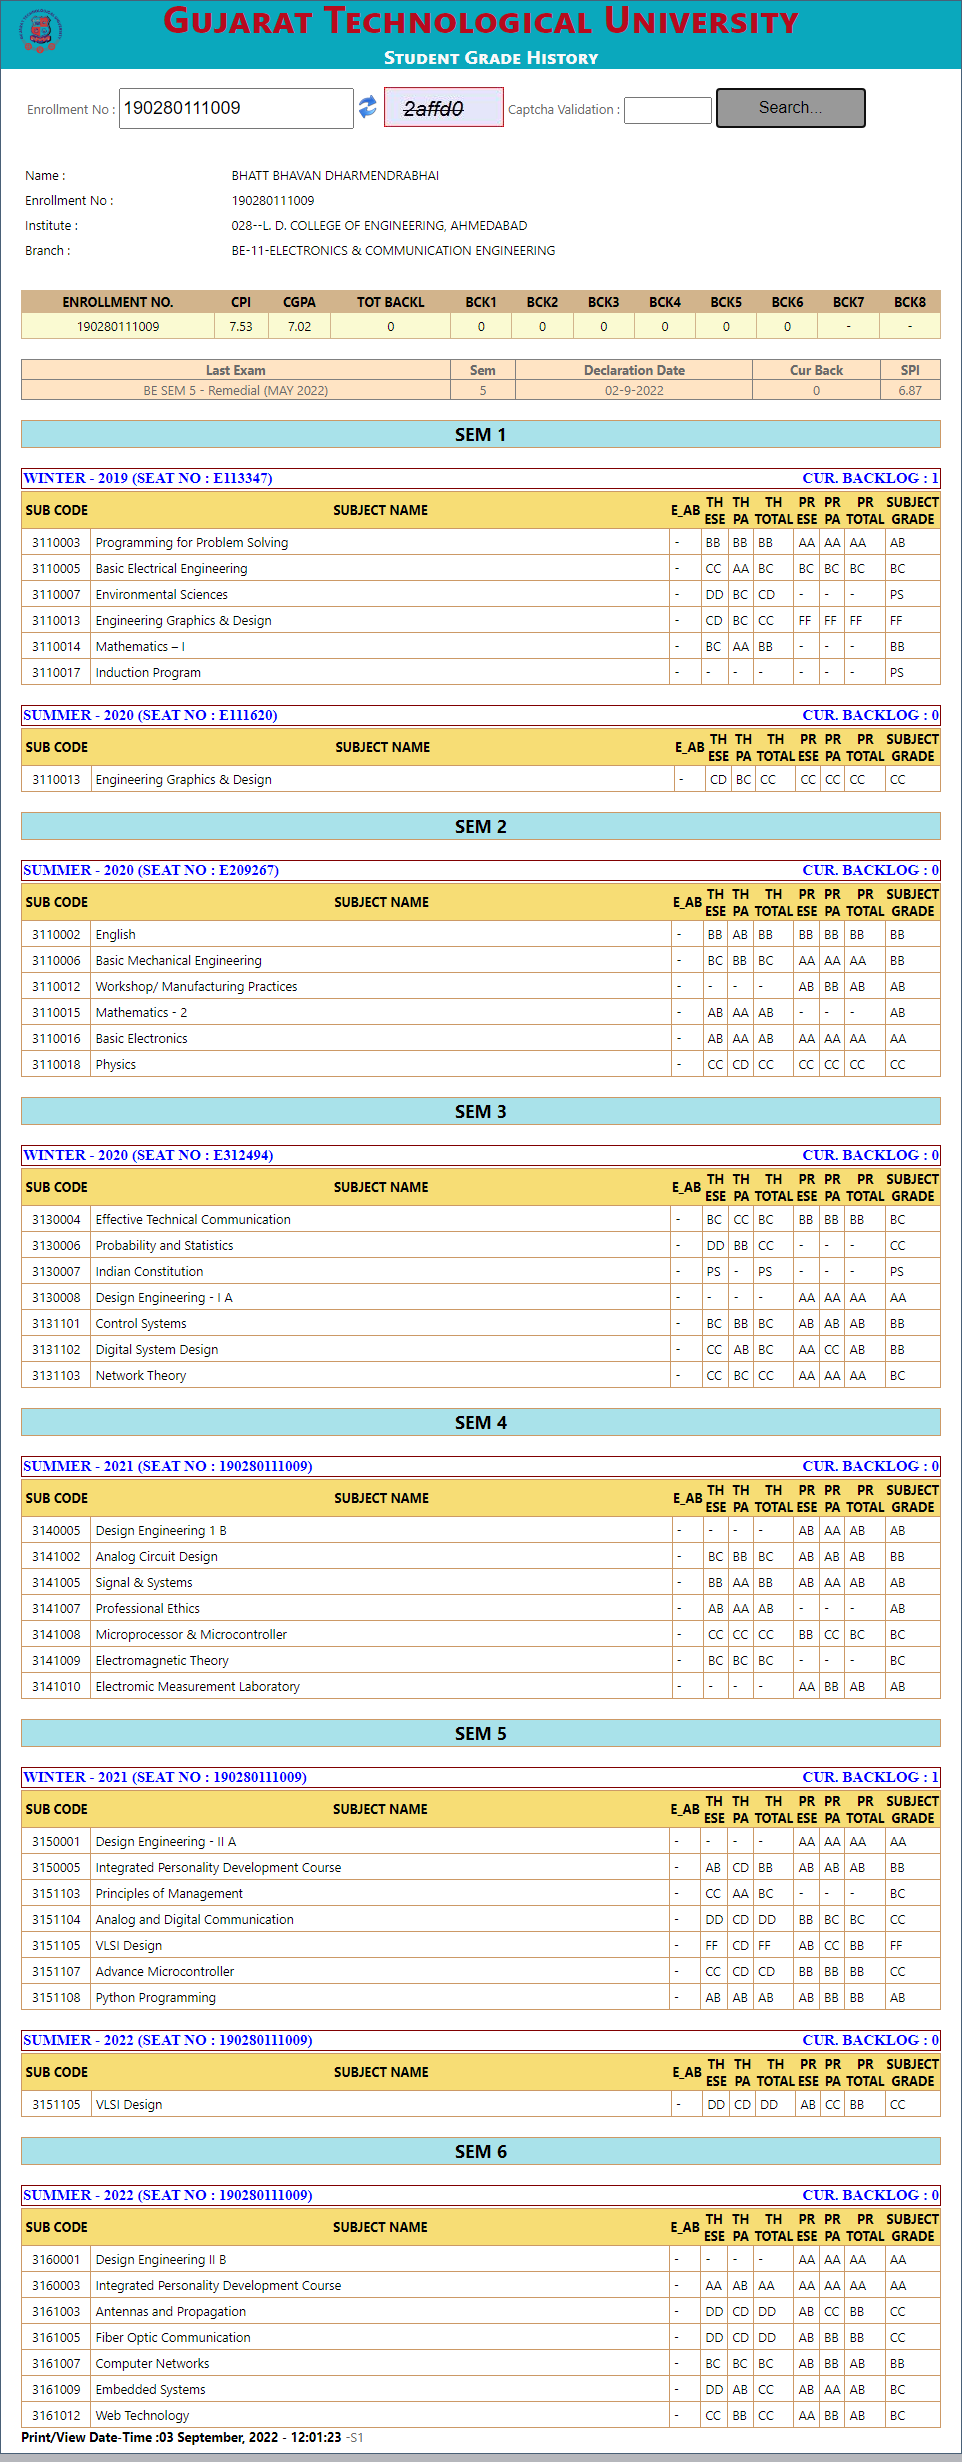 GUJARAT TECHNOLOGICAL UNIVERSITY
STUDENT GRADE HISTORY
Enrollment No : 190280111009 2affd0 Captcha Validation : Search...
Name : BHATT BHAVAN DHARMENDRABHAI
Enrollment No : 190280111009
Institute : 028--L. D. COLLEGE OF ENGINEERING, AHMEDABAD
Branch : BE-11-ELECTRONICS & COMMUNICATION ENGINEERING
ENROLLMENT NO. CPI CGPA TOT BACKL BCK1 BCK2 BCK3 BCK4 BCK5 BCK6 BCK7 BCK8
190280111009 7.53 7.02 0 0 0 0 0 0 0 - -
Last Exam Sem Declaration Date Cur Back SPI
BE SEM 5 - Remedial (MAY 2022) 5 02-9-2022 0 6.87
SEM 1
WINTER - 2019 (SEAT NO : E113347) CUR. BACKLOG : 1
SUB CODE SUBJECT NAME E_AB TH ESE TH PA TH TOTAL PR ESE PR PA PR TOTAL SUBJECT GRADE
3110003 Programming for Problem Solving - BB BB BB AA AA AA AB
3110005 Basic Electrical Engineering - CC AA BC BC BC BC BC
3110007 Environmental Sciences - DD BC CD - - - PS
3110013 Engineering Graphics & Design - CD BC CC FF FF FF FF
3110014 Mathematics – I - BC AA BB - - - BB
3110017 Induction Program - - - - - - - PS
SUMMER - 2020 (SEAT NO : E111620) CUR. BACKLOG : 0
SUB CODE SUBJECT NAME E_AB TH ESE TH PA TH TOTAL PR ESE PR PA PR TOTAL SUBJECT GRADE
3110013 Engineering Graphics & Design - CD BC CC CC CC CC CC
SEM 2
SUMMER - 2020 (SEAT NO : E209267) CUR. BACKLOG : 0
SUB CODE SUBJECT NAME E_AB TH ESE TH PA TH TOTAL PR ESE PR PA PR TOTAL SUBJECT GRADE
3110002 English - BB AB BB BB BB BB BB
3110006 Basic Mechanical Engineering - BC BB BC AA AA AA BB
3110012 Workshop/ Manufacturing Practices - - - - AB BB AB AB
3110015 Mathematics - 2 - AB AA AB - - - AB
3110016 Basic Electronics - AB AA AB AA AA AA AA
3110018 Physics - CC CD CC CC CC CC CC
SEM 3
WINTER - 2020 (SEAT NO : E312494) CUR. BACKLOG : 0
SUB CODE SUBJECT NAME E_AB TH ESE TH PA TH TOTAL PR ESE PR PA PR TOTAL SUBJECT GRADE
3130004 Effective Technical Communication - BC CC BC BB BB BB BC
3130006 Probability and Statistics - DD BB CC - - - CC
3130007 Indian Constitution - PS - PS - - - PS
3130008 Design Engineering - I A - - - - AA AA AA AA
3131101 Control Systems - BC BB BC AB AB AB BB
3131102 Digital System Design - CC AB BC AA CC AB BB
3131103 Network Theory - CC BC CC AA AA AA BC
SEM 4
SUMMER - 2021 (SEAT NO : 190280111009) CUR. BACKLOG : 0
SUB CODE SUBJECT NAME E_AB TH ESE TH PA TH TOTAL PR ESE PR PA PR TOTAL SUBJECT GRADE
3140005 Design Engineering 1 B - - - - AB AA AB AB
3141002 Analog Circuit Design - BC BB BC AB AB AB BB
3141005 Signal & Systems - BB AA BB AB AA AB AB
3141007 Professional Ethics - AB AA AB - - - AB
3141008 Microprocessor & Microcontroller - CC CC CC BB CC BC BC
3141009 Electromagnetic Theory - BC BC BC - - - BC
3141010 Electromic Measurement Laboratory - - - - AA BB AB AB
SEM 5
WINTER - 2021 (SEAT NO : 190280111009) CUR. BACKLOG : 1
SUB CODE SUBJECT NAME E_AB TH ESE TH PA TH TOTAL PR ESE PR PA PR TOTAL SUBJECT GRADE
3150001 Design Engineering - II A - - - - AA AA AA AA
3150005 Integrated Personality Development Course - AB CD BB AB AB AB BB
3151103 Principles of Management - CC AA BC - - - BC
3151104 Analog and Digital Communication - DD CD DD BB BC BC CC
3151105 VLSI Design - FF CD FF AB CC BB FF
3151107 Advance Microcontroller - CC CD CD BB BB BB CC
3151108 Python Programming - AB AB AB AB BB BB AB
SUMMER - 2022 (SEAT NO : 190280111009) CUR. BACKLOG : 0
SUB CODE SUBJECT NAME E_AB TH ESE TH PA TH TOTAL PR ESE PR PA PR TOTAL SUBJECT GRADE
3151105 VLSI Design - DD CD DD AB CC BB CC
SEM 6
SUMMER - 2022 (SEAT NO : 190280111009) CUR. BACKLOG : 0
SUB CODE SUBJECT NAME E_AB TH ESE TH PA TH TOTAL PR ESE PR PA PR TOTAL SUBJECT GRADE
3160001 Design Engineering II B - - - - AA AA AA AA
3160003 Integrated Personality Development Course - AA AB AA AA AA AA AA
3161003 Antennas and Propagation - DD CD DD AB CC BB CC
3161005 Fiber Optic Communication - DD CD DD AB BB BB CC
3161007 Computer Networks - BC BC BC AB BB AB BB
3161009 Embedded Systems - DD AB CC AB AA AB BC
3161012 Web Technology - CC BB CC AA BB AB BC
Print/View Date-Time :03 September, 2022 - 12:01:23 -S1